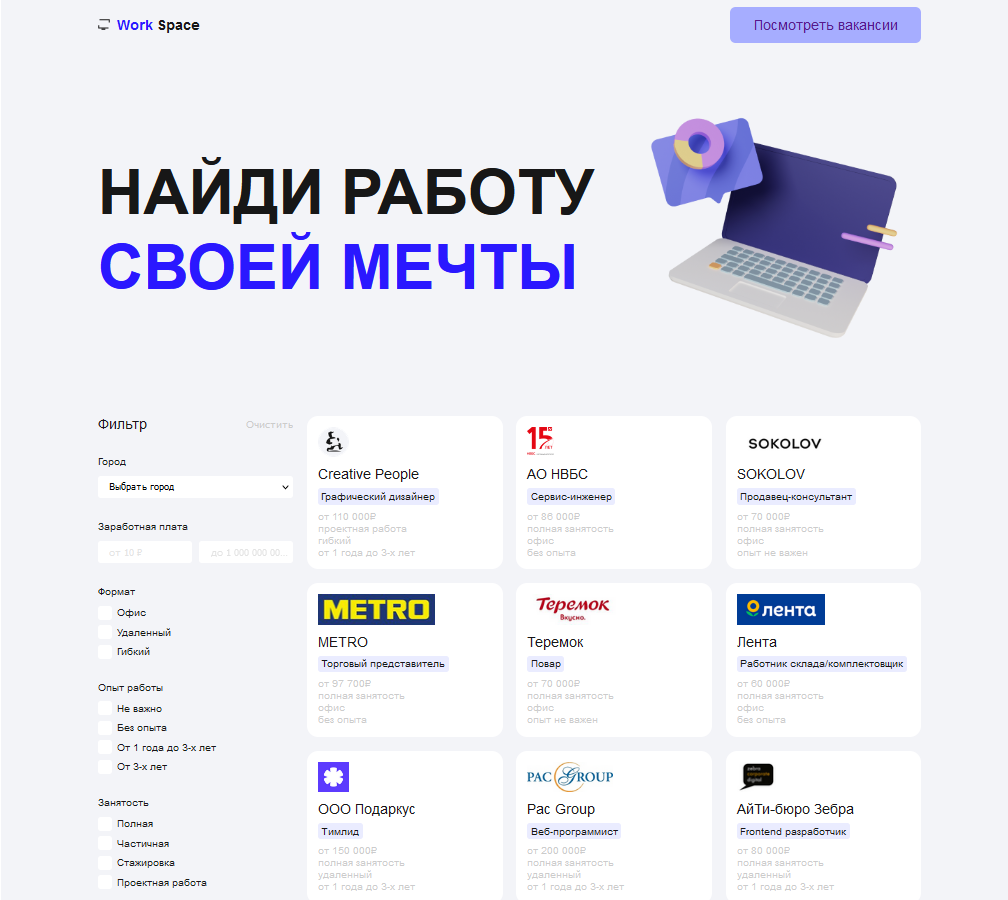 Work Space
Посмотреть вакансии
НАЙДИ РАБОТУ
СВОЕЙ МЕЧТЫ
Фильтр
Очистить
Город
Выбрать город
Заработная плата
от 10 ₽
до 1 000 000 00...
Формат
Офис
Удаленный
Гибкий
Опыт работы
Не важно
Без опыта
От 1 года до 3-х лет
От 3-х лет
Занятость
Полная
Частичная
Стажировка
Проектная работа
Creative People
Графический дизайнер
от 110 000₽
проектная работа
гибкий
от 1 года до 3-х лет
15
ЛЕТ
АО НВБС
Сервис-инженер
от 86 000₽
полная занятость
офис
без опыта
SOKOLOV
SOKOLOV
Продавец-консультант
от 70 000₽
полная занятость
офис
опыт не важен
METRO
METRO
Торговый представитель
от 97 700₽
полная занятость
офис
без опыта
Теремок
Вкусно.
Теремок
Повар
от 70 000₽
полная занятость
офис
опыт не важен
лента
Лента
Работник склада/комплектовщик
от 60 000₽
полная занятость
офис
без опыта
ООО Подаркус
Тимлид
от 150 000₽
полная занятость
удаленный
от 1 года до 3-х лет
PAC GROUP
Pac Group
Веб-программист
от 200 000₽
полная занятость
удаленный
от 1 года до 3-х лет
zebra
corporate
digital
АйТи-бюро Зебра
Frontend разработчик
от 80 000₽
полная занятость
удаленный
от 1 года до 3-х лет